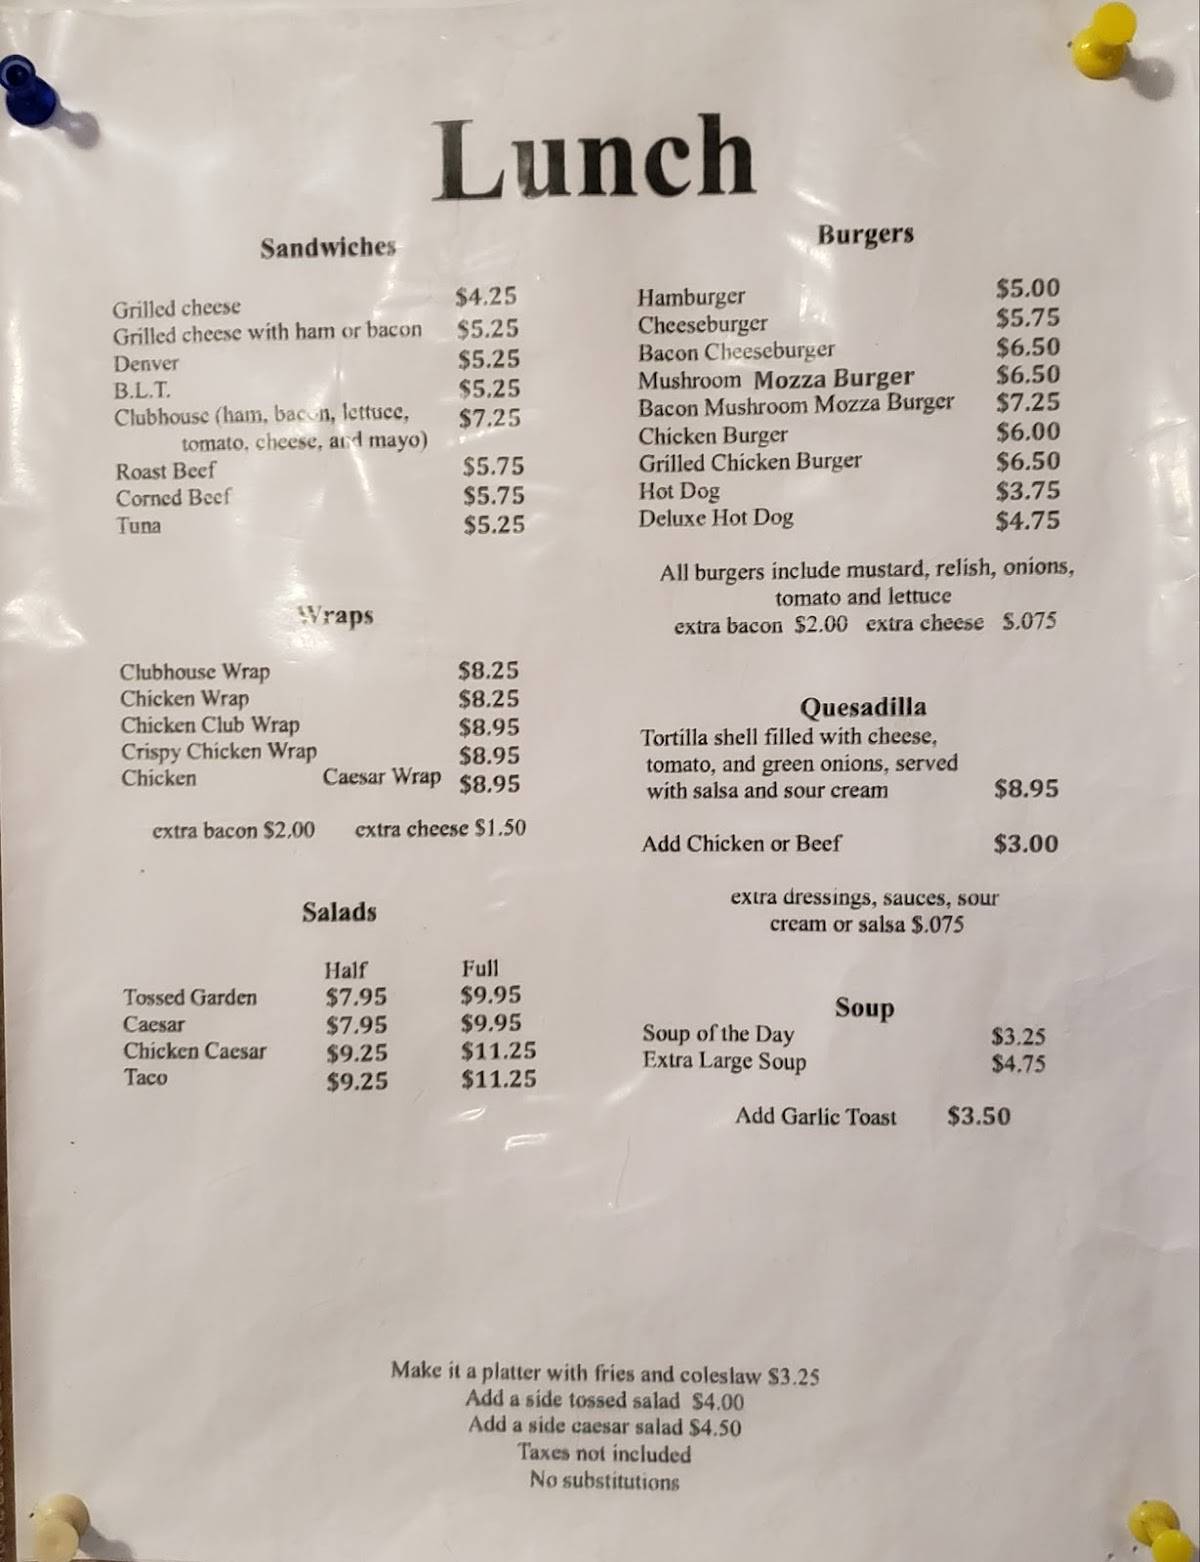 Lunch
Sandwiches
Grilled cheese $4.25
Grilled cheese with ham or bacon $5.25
Denver $5.25
B.L.T. $5.25
Clubhouse (ham, bacon, lettuce, $7.25
tomato, cheese, and mayo)
Roast Beef $5.75
Corned Beef $5.75
Tuna $5.25
Wraps
Clubhouse Wrap $8.25
Chicken Wrap $8.25
Chicken Club Wrap $8.95
Crispy Chicken Wrap $8.95
Chicken Caesar Wrap $8.95
extra bacon $2.00 extra cheese $1.50
Salads
Half Full
Tossed Garden $7.95 $9.95
Caesar $7.95 $9.95
Chicken Caesar $9.25 $11.25
Taco $9.25 $11.25
Burgers
Hamburger $5.00
Cheeseburger $5.75
Bacon Cheeseburger $6.50
Mushroom Mozza Burger $6.50
Bacon Mushroom Mozza Burger $7.25
Chicken Burger $6.00
Grilled Chicken Burger $6.50
Hot Dog $3.75
Deluxe Hot Dog $4.75
All burgers include mustard, relish, onions,
tomato and lettuce
extra bacon $2.00 extra cheese $.075
Quesadilla
Tortilla shell filled with cheese,
tomato, and green onions, served
with salsa and sour cream $8.95
Add Chicken or Beef $3.00
extra dressings, sauces, sour
cream or salsa $.075
Soup
Soup of the Day $3.25
Extra Large Soup $4.75
Add Garlic Toast $3.50
Make it a platter with fries and coleslaw $3.25
Add a side tossed salad $4.00
Add a side caesar salad $4.50
Taxes not included
No substitutions